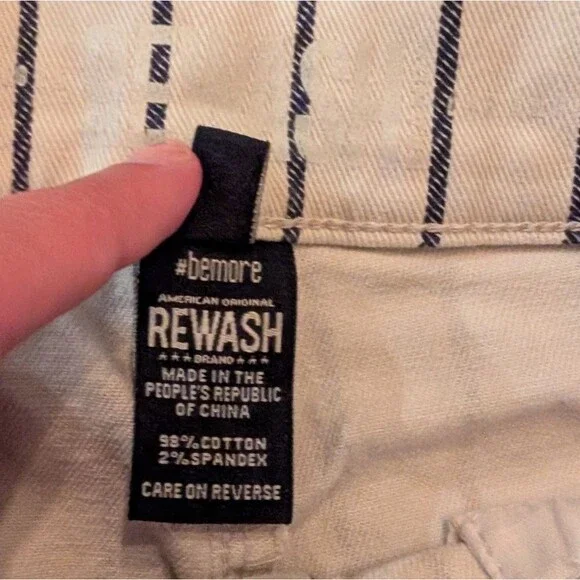 #bemore
AMERICAN ORIGINAL
REWASH
★★★BRAND★★★
MADE IN THE
PEOPLE'S REPUBLIC
OF CHINA
98%COTTON
2%SPANDEX
CARE ON REVERSE